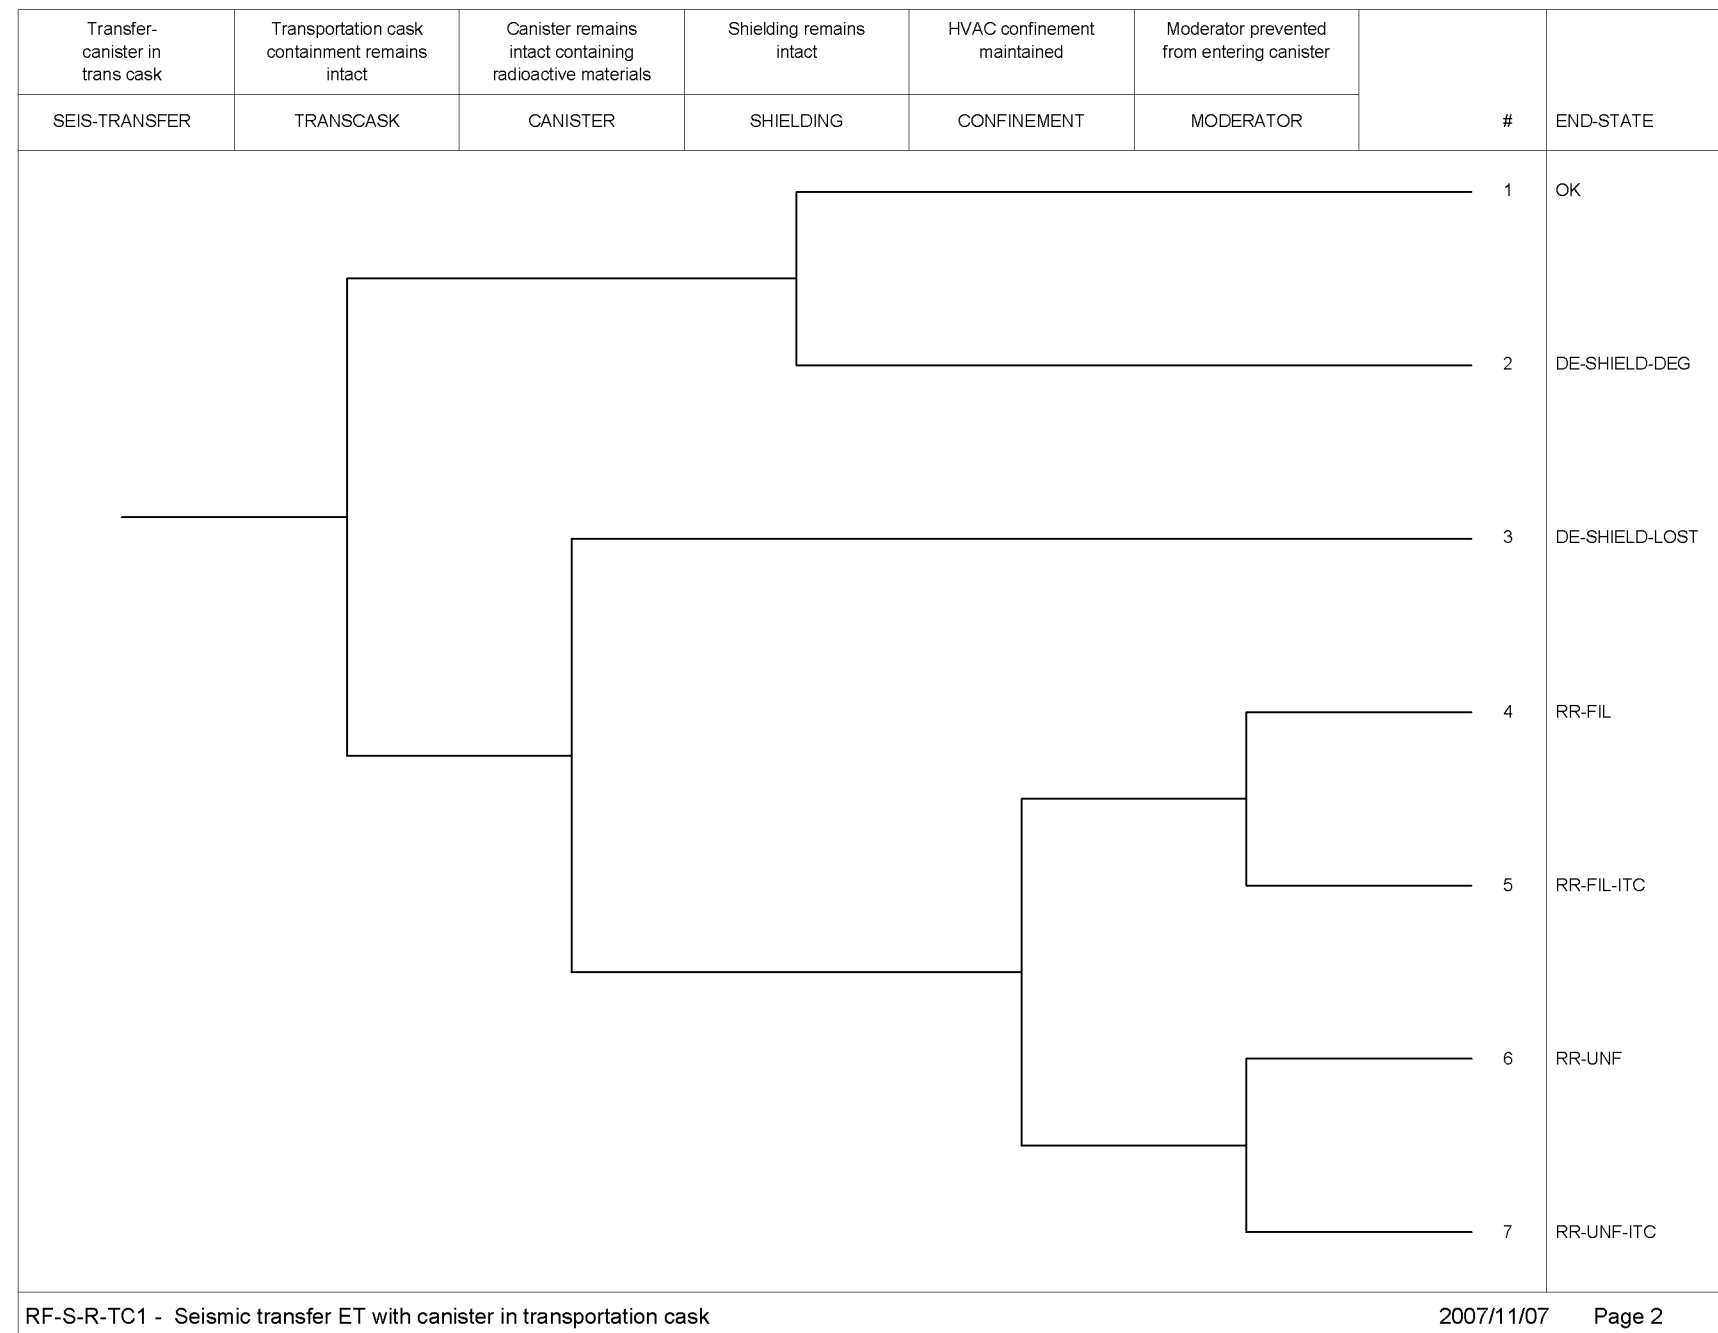 Transfer-
canister in
trans cask
Transportation cask
containment remains
intact
Canister remains
intact containing
radioactive materials
Shielding remains
intact
HVAC confinement
maintained
Moderator prevented
from entering canister
SEIS-TRANSFER
TRANSCASK
CANISTER
SHIELDING
CONFINEMENT
MODERATOR
#
END-STATE
1 OK
2 DE-SHIELD-DEG
3 DE-SHIELD-LOST
4 RR-FIL
5 RR-FIL-ITC
6 RR-UNF
7 RR-UNF-ITC
RF-S-R-TC1 - Seismic transfer ET with canister in transportation cask 2007/11/07 Page 2